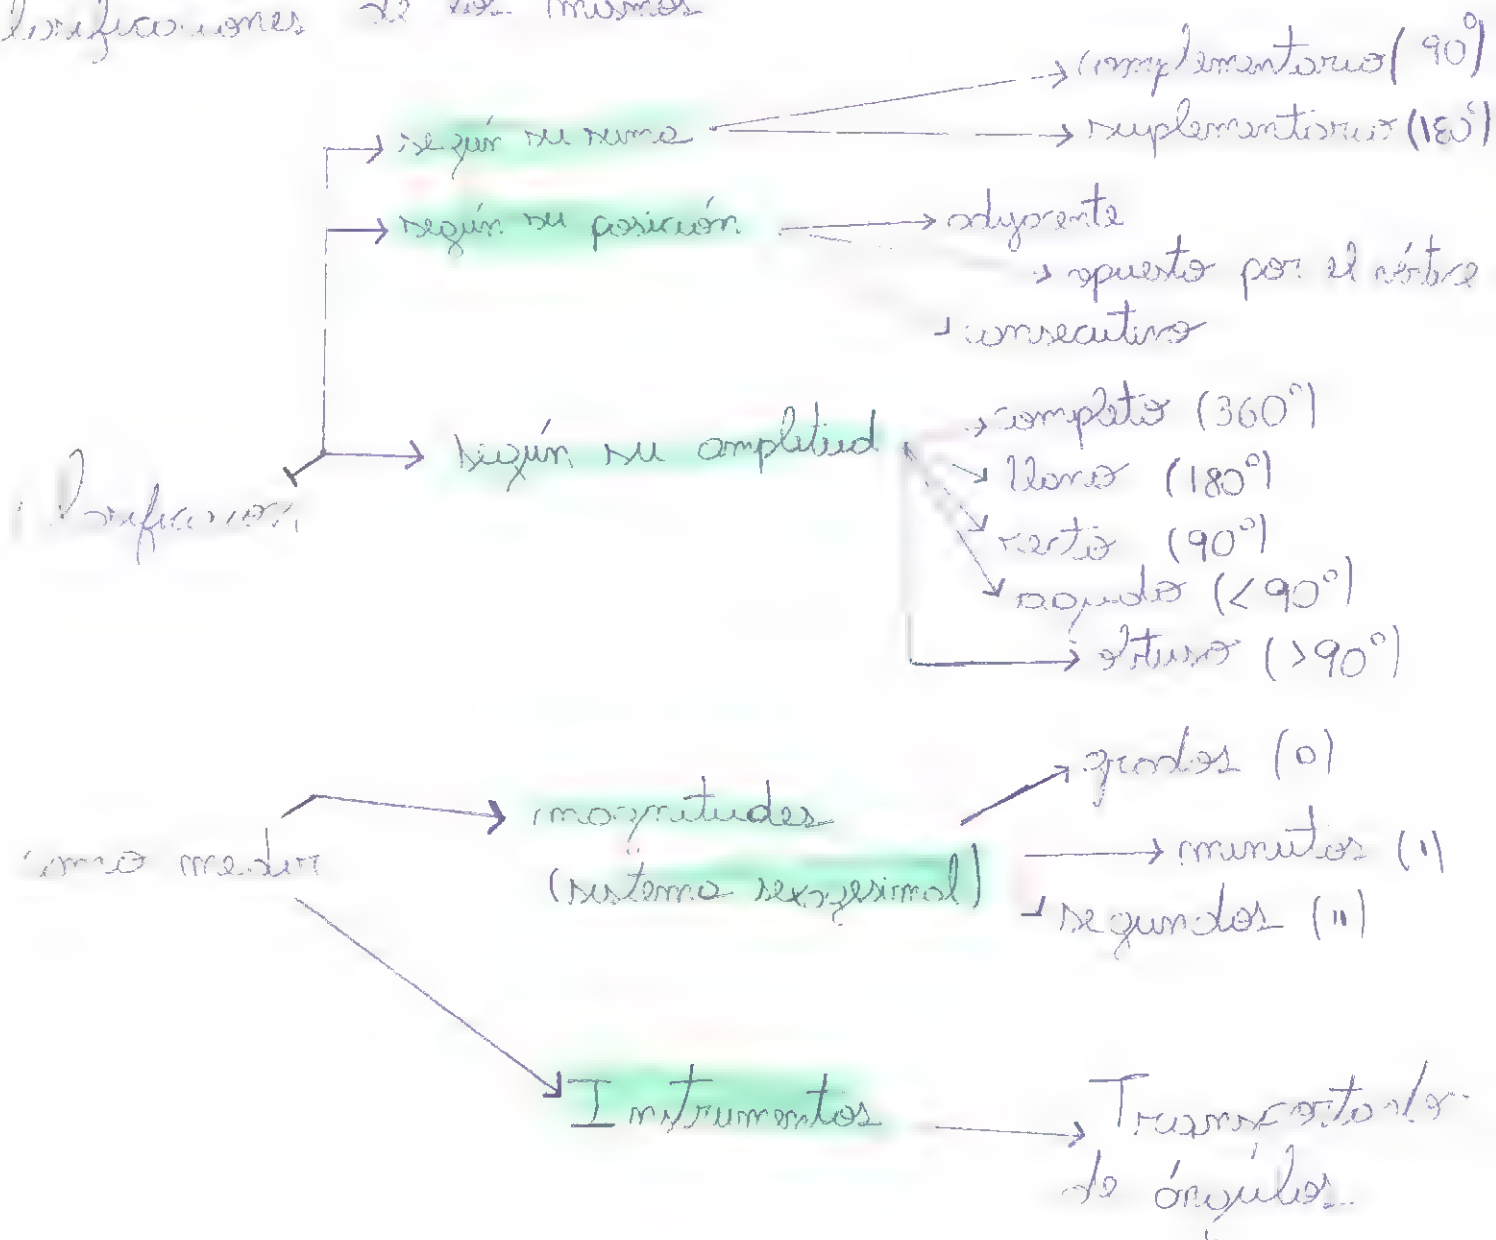 clasificaciones de los mismos
complementario (90°)
según su suma
suplementario (180°)
según su posición
adyacente
opuesto por el vértice
consecutivo
completo (360°)
según su amplitud
llano (180°)
Clasificación
recto (90°)
agudo (<90°)
obtuso (>90°)
grados (°)
magnitudes
como medir
minutos (')
(sistema sexagesimal)
segundos ('')
Instrumentos
Transportador
de ángulos.